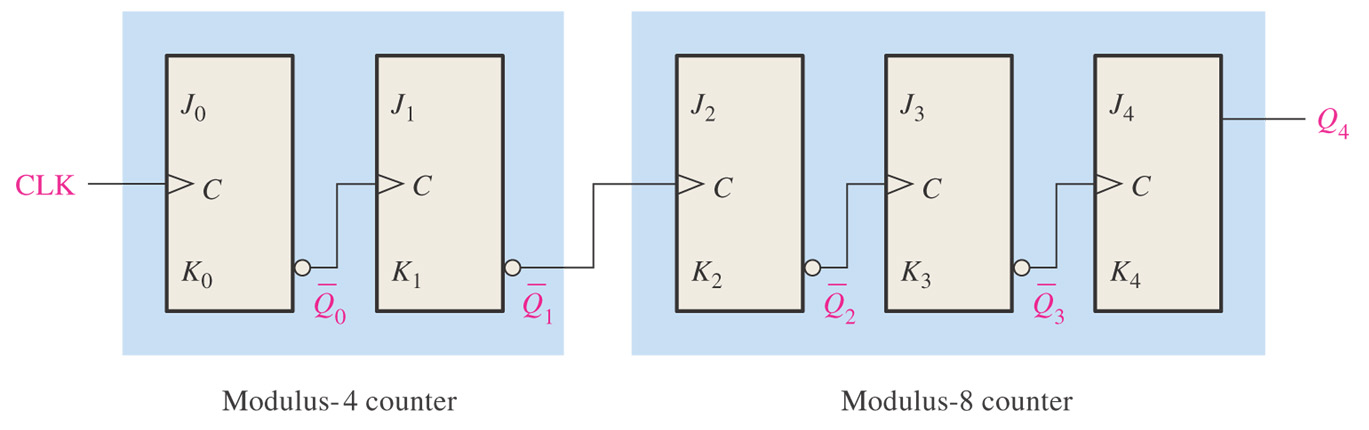 J₀ J₁ J₂ J₃ J₄ Q₄
CLK C C C C C
K₀ K₁ K₂ K₃ K₄
Q̅₀ Q̅₁ Q̅₂ Q̅₃
Modulus-4 counter Modulus-8 counter